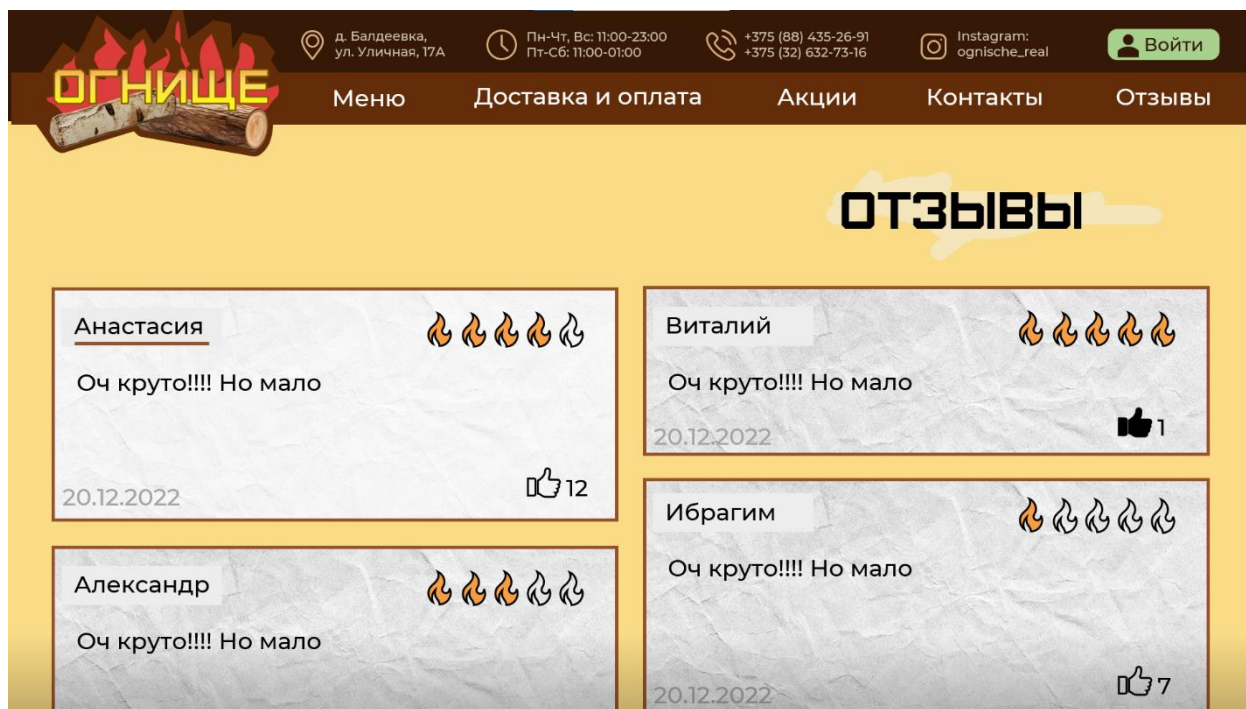 ОГНИЩЕ
д. Балдеевка,
ул. Уличная, 17А
Пн-Чт, Вс: 11:00-23:00
Пт-Сб: 11:00-01:00
+375 (88) 435-26-91
+375 (32) 632-73-16
Instagram:
ognische_real
Войти
Меню
Доставка и оплата
Акции
Контакты
Отзывы
ОТЗЫВЫ
Анастасия
Оч круто!!!! Но мало
20.12.2022
12
Виталий
Оч круто!!!! Но мало
20.12.2022
1
Александр
Оч круто!!!! Но мало
Ибрагим
Оч круто!!!! Но мало
20.12.2022
7